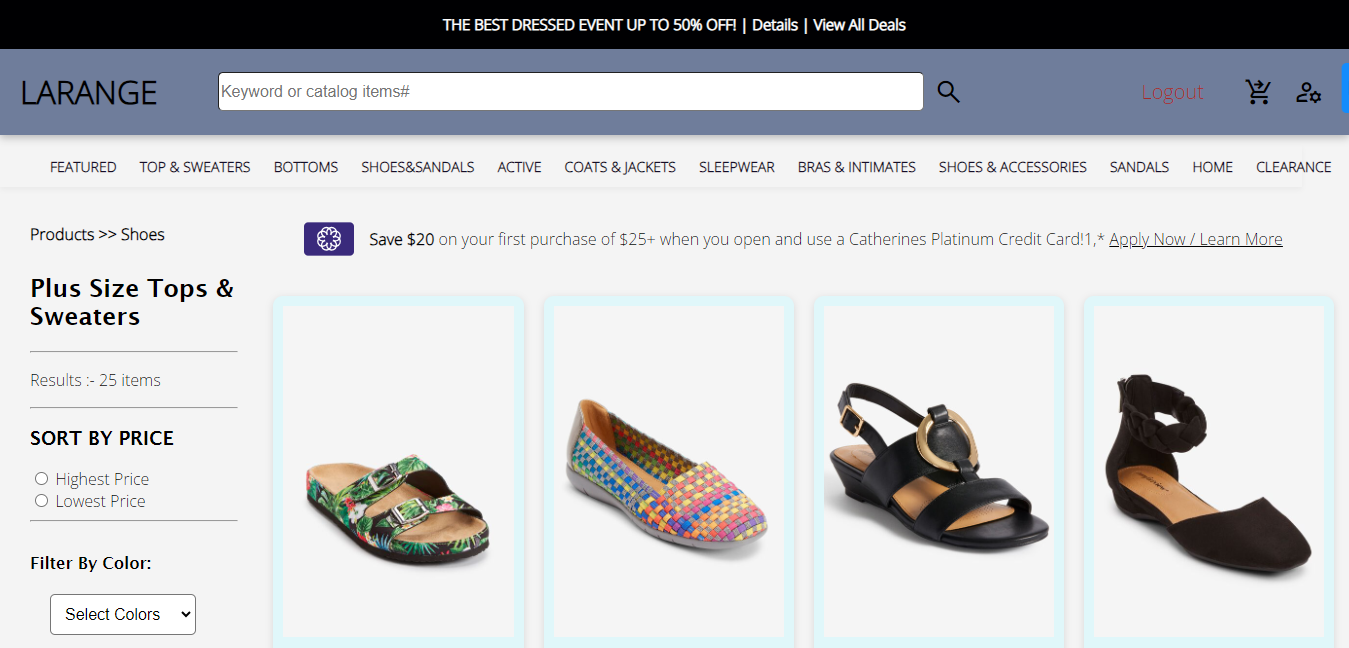 THE BEST DRESSED EVENT UP TO 50% OFF! | Details | View All Deals
LARANGE
Keyword or catalog items#
Logout
FEATURED TOP & SWEATERS BOTTOMS SHOES&SANDALS ACTIVE COATS & JACKETS SLEEPWEAR BRAS & INTIMATES SHOES & ACCESSORIES SANDALS HOME CLEARANCE
Products >> Shoes
Save $20 on your first purchase of $25+ when you open and use a Catherines Platinum Credit Card!1,* Apply Now / Learn More
Plus Size Tops &
Sweaters
Results :- 25 items
SORT BY PRICE
Highest Price
Lowest Price
Filter By Color:
Select Colors